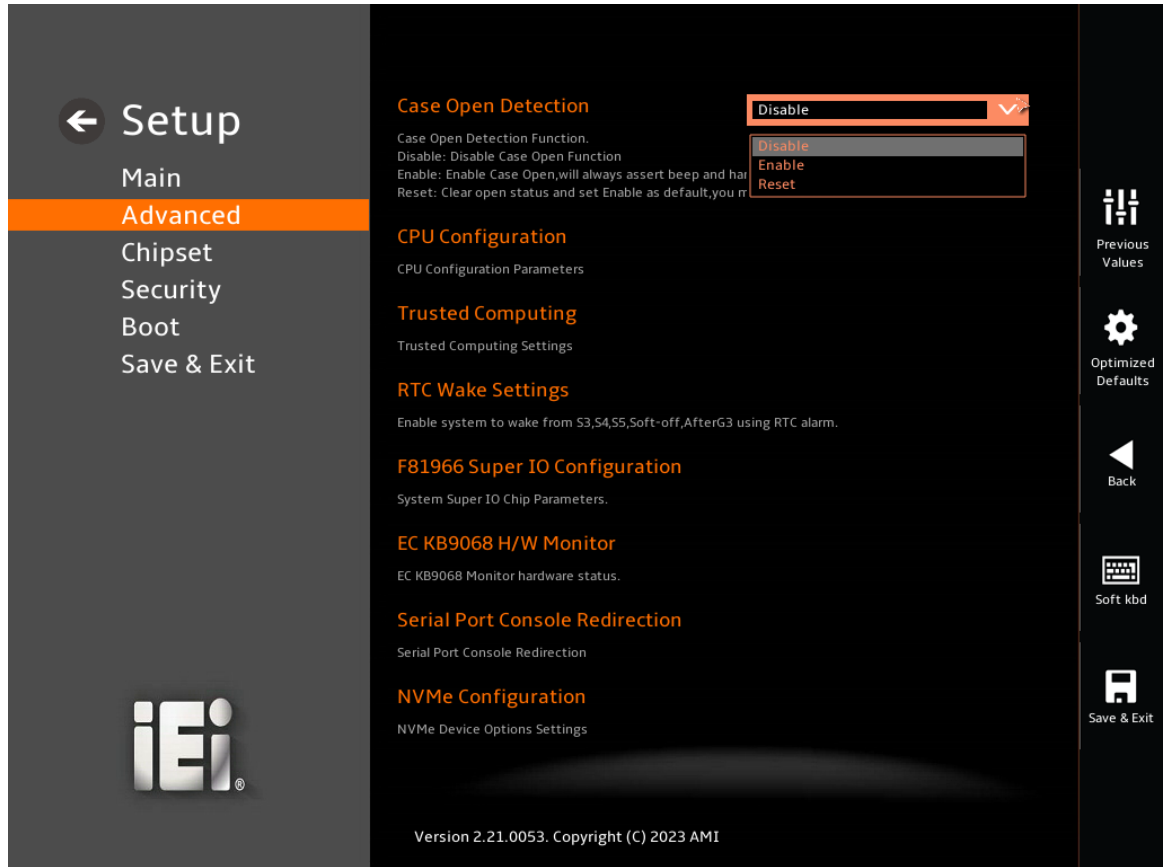 Setup
Main
Advanced
Chipset
Security
Boot
Save & Exit
iEi®
Case Open Detection
Disable
Case Open Detection Function.
Disable: Disable Case Open Function
Enable: Enable Case Open,will always assert beep and
Reset: Clear open status and set Enable as default,you
Disable
Enable
Reset
CPU Configuration
CPU Configuration Parameters
Trusted Computing
Trusted Computing Settings
RTC Wake Settings
Enable system to wake from S3,S4,S5,Soft-off,AfterG3 using RTC alarm.
F81966 Super IO Configuration
System Super IO Chip Parameters.
EC KB9068 H/W Monitor
EC KB9068 Monitor hardware status.
Serial Port Console Redirection
Serial Port Console Redirection
NVMe Configuration
NVMe Device Options Settings
Version 2.21.0053. Copyright (C) 2023 AMI
Previous
Values
Optimized
Defaults
Back
Soft kbd
Save & Exit